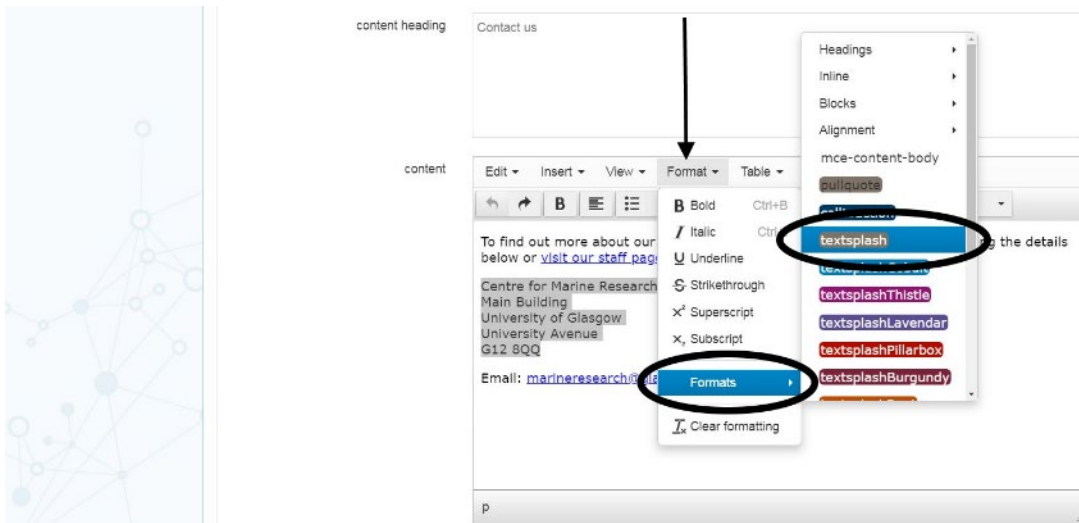 content heading
Contact us
content
Edit
Insert
View
Format
Table
B
To find out more about our
ng the details
below or visit our staff pag
Centre for Marine Research
Main Building
University of Glasgow
University Avenue
G12 8QQ
Email: marineresearch@
B Bold Ctrl+B
I Italic
U Underline
S Strikethrough
x² Superscript
x₂ Subscript
Formats
Clear formatting
Headings
Inline
Blocks
Alignment
mce-content-body
pullquote
textsplash
textsplashThistle
textsplashLavendar
textsplashPillarbox
textsplashBurgundy
p